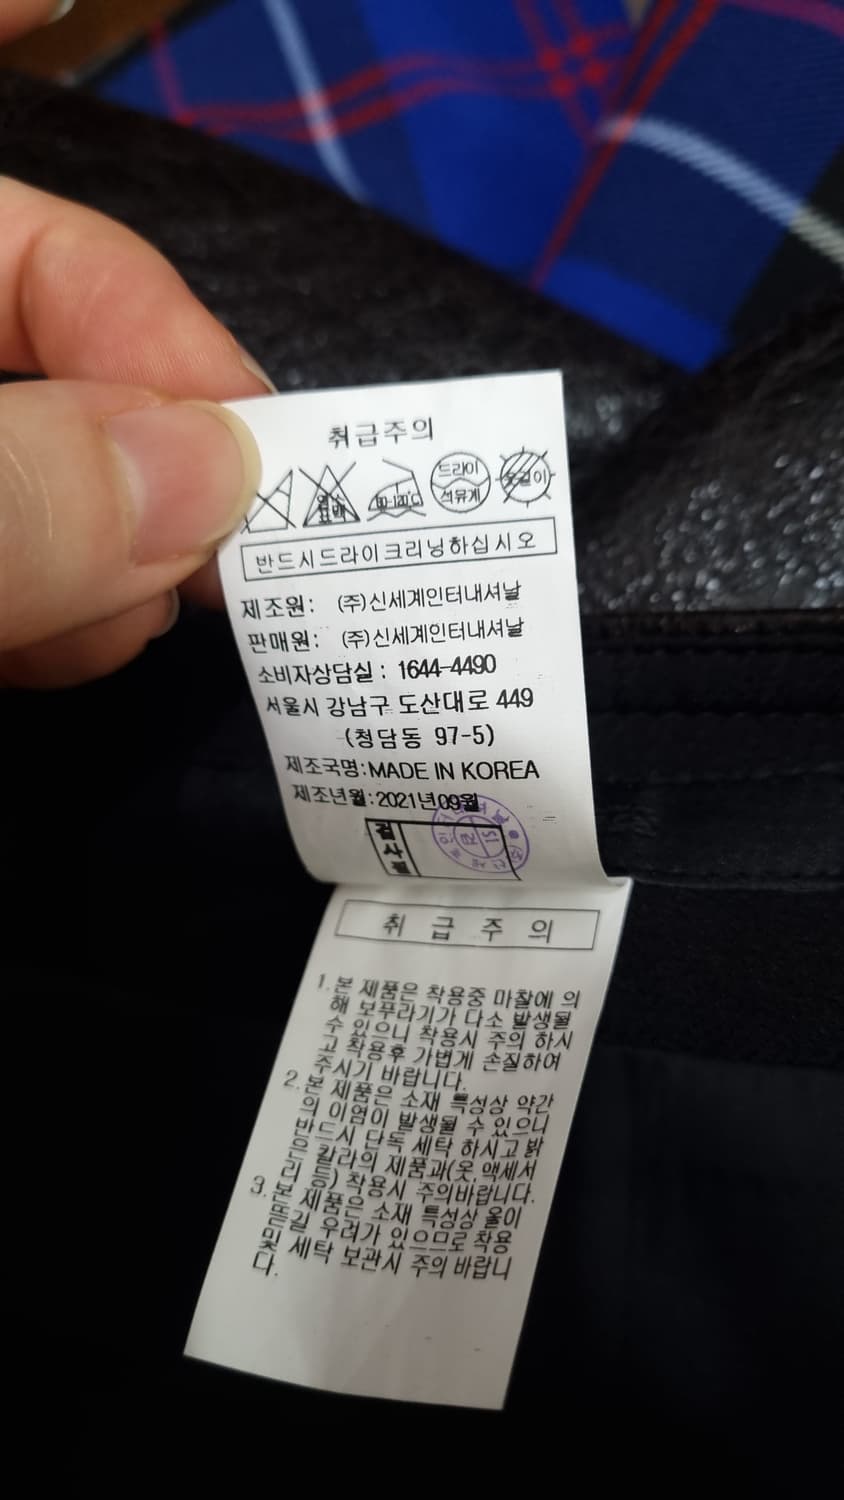 취급주의
염소
표백
80-120℃
드라이
석유계
옷걸이
반드시드라이크리닝하십시오
제조원: (주)신세계인터내셔날
판매원: (주)신세계인터내셔날
소비자상담실 : 1644-4490
서울시 강남구 도산대로 449
(청담동 97-5)
제조국명:MADE IN KOREA
제조년월:2021년09월
검사필
취 급 주 의
1.본 제품은 착용중 마찰에 의
해 보푸라기가 다소 발생될
수 있으니 착용시 주의 하시
고 착용후 가볍게 손질하여
주시기 바랍니다.
2.본 제품은 소재 특성상 약간
의 이염이 발생될 수 있으니
반드시 단독 세탁 하시고 밝
은 칼라의 제품과(옷,액세서
리 등) 착용시 주의바랍니다.
3.본 제품은 소재 특성상 올이
뜯길 우려가 있으므로 착용
및 세탁 보관시 주의 바랍니
다.